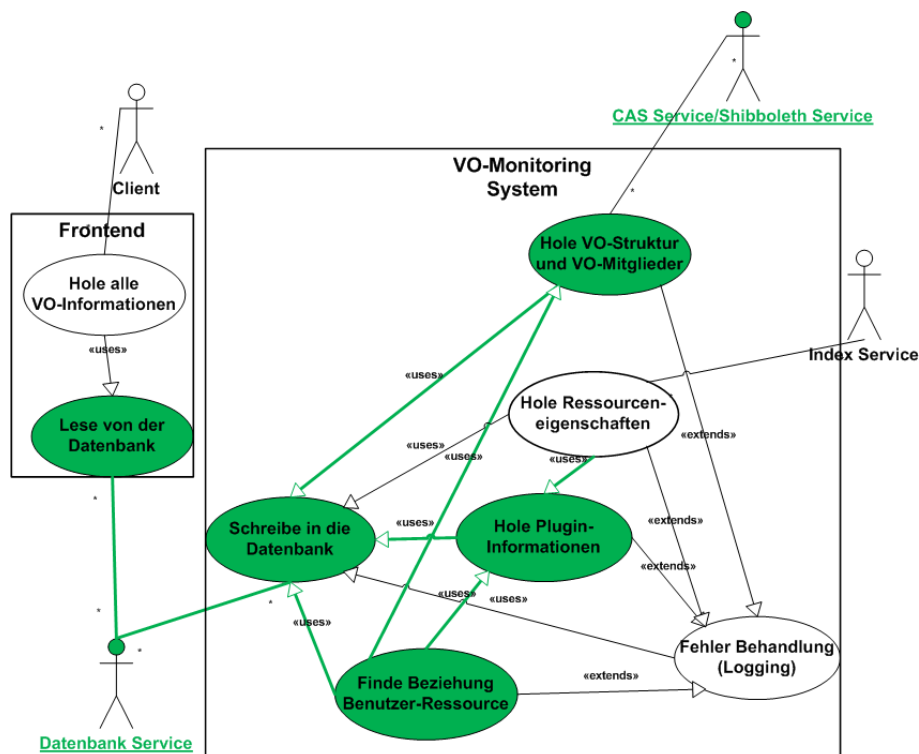 CAS Service/Shibboleth Service
*
*
Client
VO-Monitoring
System
*
Frontend
Hole VO-Struktur
und VO-Mitglieder
Hole alle
VO-Informationen
Index Service
«uses»
«uses»
Hole Ressourcen-
eigenschaften
Lese von der
Datenbank
«uses»
«extends»
«uses»
«uses»
*
Schreibe in die
Datenbank
«uses»
Hole Plugin-
Informationen
«extends»
«extends»
«uses»
«uses»
*
*
«uses»
*
Fehler Behandlung
(Logging)
Finde Beziehung
Benutzer-Ressource
«extends»
Datenbank Service